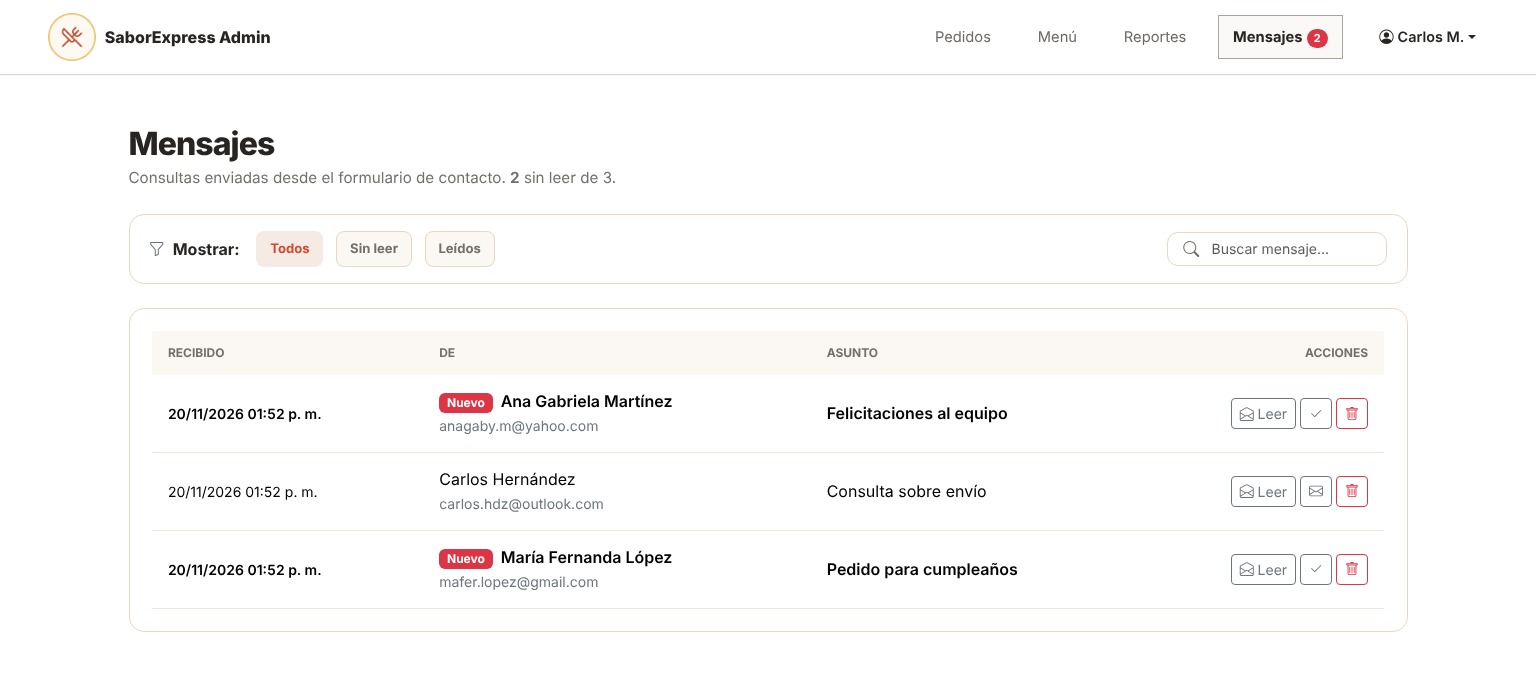 SaborExpress Admin
Pedidos
Menú
Reportes
Mensajes 2
Carlos M.
Mensajes
Consultas enviadas desde el formulario de contacto. 2 sin leer de 3.
Mostrar: Todos Sin leer Leídos
Buscar mensaje...
RECIBIDO DE ASUNTO ACCIONES
20/11/2026 01:52 p. m.
Nuevo Ana Gabriela Martínez
anagaby.m@yahoo.com
Felicitaciones al equipo
Leer
20/11/2026 01:52 p. m.
Carlos Hernández
carlos.hdz@outlook.com
Consulta sobre envío
Leer
20/11/2026 01:52 p. m.
Nuevo María Fernanda López
mafer.lopez@gmail.com
Pedido para cumpleaños
Leer